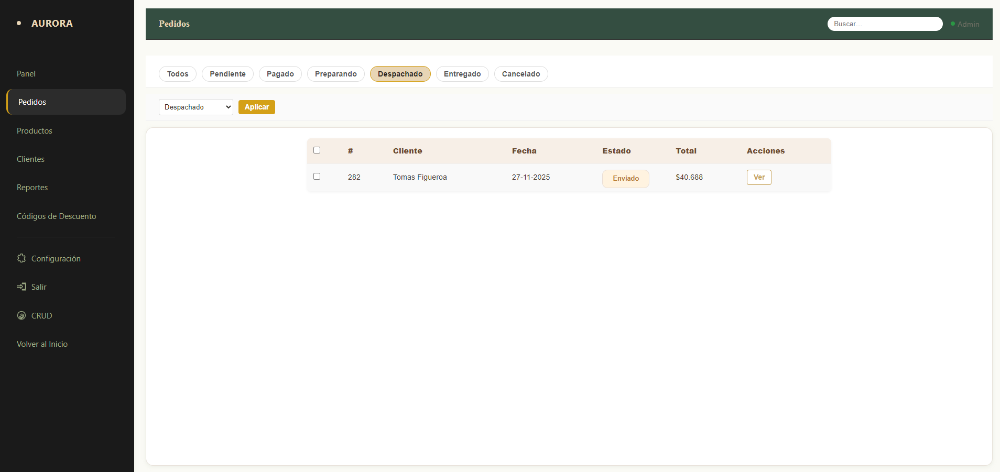 AURORA
Panel
Pedidos
Productos
Clientes
Reportes
Códigos de Descuento
Configuración
Salir
CRUD
Volver al Inicio
Pedidos
Buscar...
Admin
Todos Pendiente Pagado Preparando Despachado Entregado Cancelado
Despachado Aplicar
# Cliente Fecha Estado Total Acciones
282 Tomas Figueroa 27-11-2025 Enviado $40.688 Ver